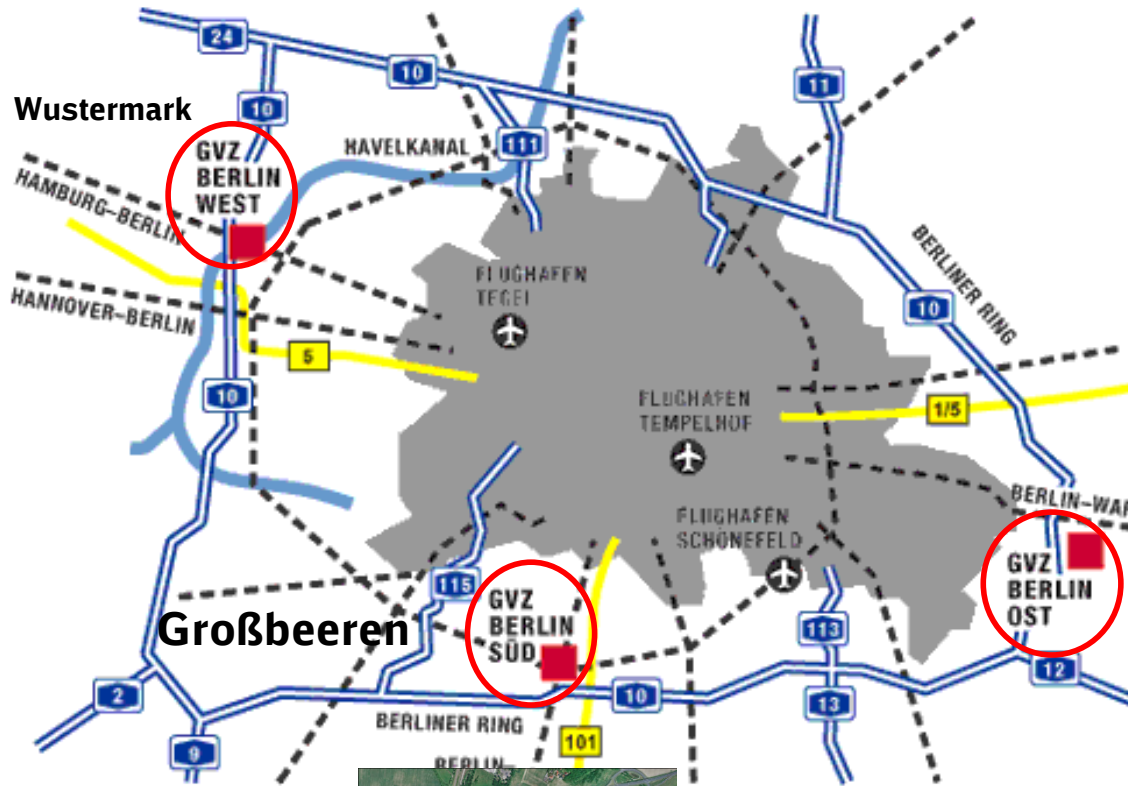 24
10
11
Wustermark
10
111
HAVELKANAL
GVZ
BERLIN
WEST
HAMBURG–BERLIN
BERLINER RING
FLUGHAFEN
TEGEL
HANNOVER–BERLIN
10
5
10
FLUGHAFEN
TEMPELHOF
1/5
BERLIN–WAR
FLUGHAFEN
SCHÖNEFELD
GVZ
BERLIN
OST
115
GVZ
BERLIN
SÜD
Großbeeren
113
12
2
10
13
BERLINER RING
9
101
BERLIN–